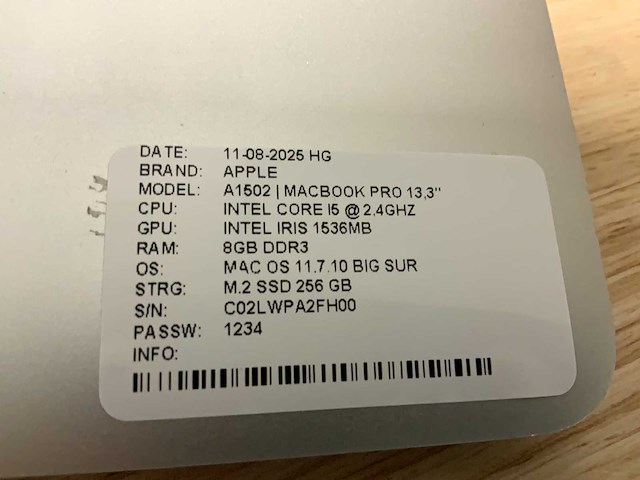 DATE: 11-08-2025 HG
BRAND: APPLE
MODEL: A1502 | MACBOOK PRO 13,3"
CPU: INTEL CORE I5 @ 2,4GHZ
GPU: INTEL IRIS 1536MB
RAM: 8GB DDR3
OS: MAC OS 11.7.10 BIG SUR
STRG: M.2 SSD 256 GB
S/N: C02LWPA2FH00
PASSW: 1234
INFO: